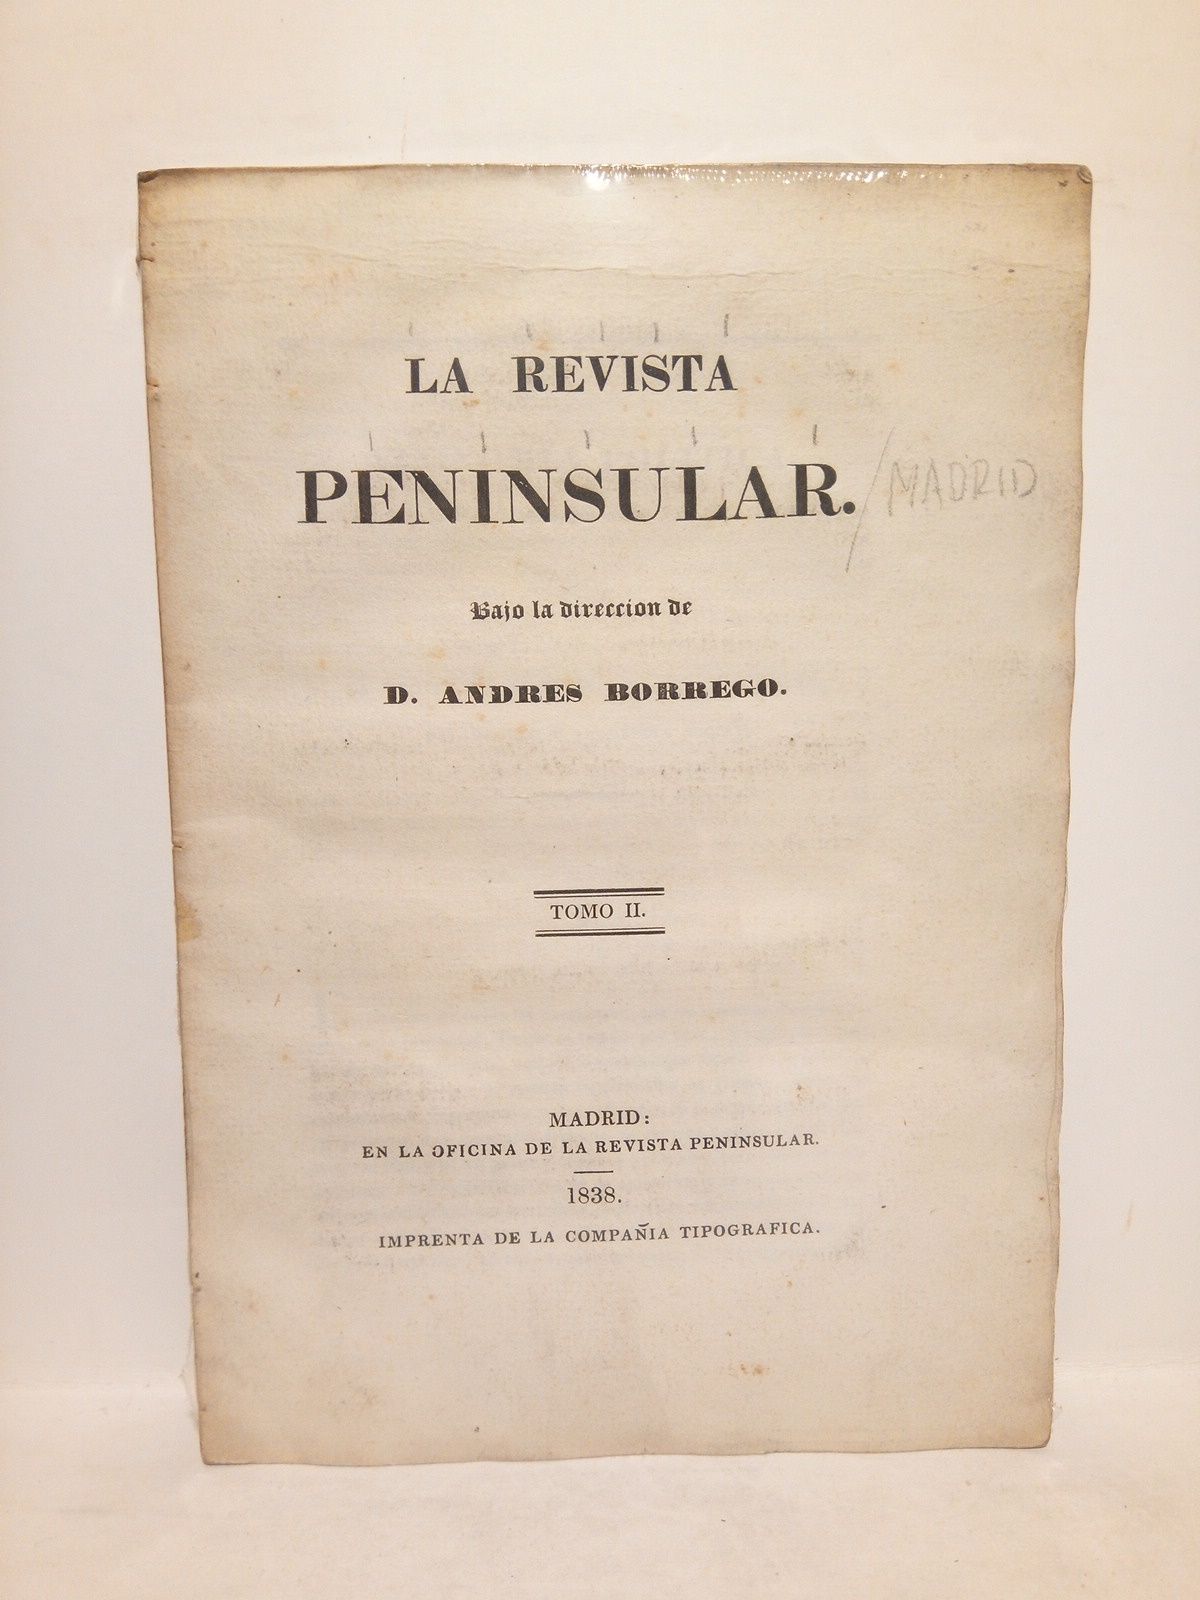 LA REVISTA
PENINSULAR. / MADRID
Bajo la direccion de
D. ANDRES BORREGO.
TOMO II.
MADRID:
EN LA OFICINA DE LA REVISTA PENINSULAR.
1838.
IMPRENTA DE LA COMPAÑIA TIPOGRAFICA.